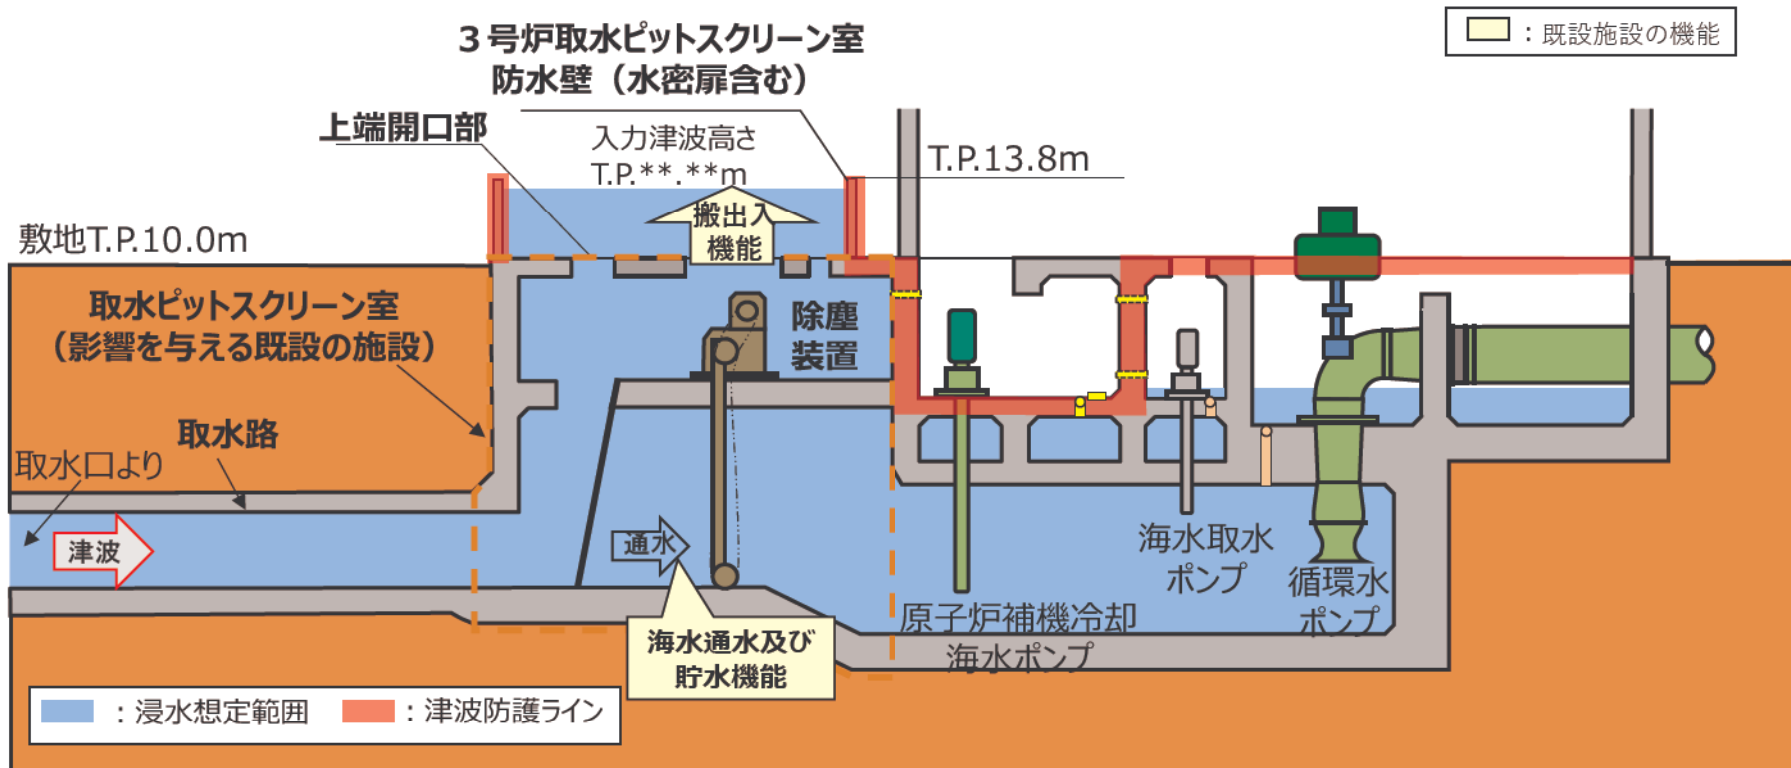 ３号炉取水ピットスクリーン室
防水壁（水密扉含む）
：既設施設の機能
上端開口部
入力津波高さ
T.P.**.**m
T.P.13.8m
搬出入
機能
敷地T.P.10.0m
取水ピットスクリーン室
（影響を与える既設の施設）
除塵
装置
取水路
取水口より
津波
通水
海水取水
ポンプ
循環水
ポンプ
原子炉補機冷却
海水ポンプ
海水通水及び
貯水機能
：浸水想定範囲
：津波防護ライン